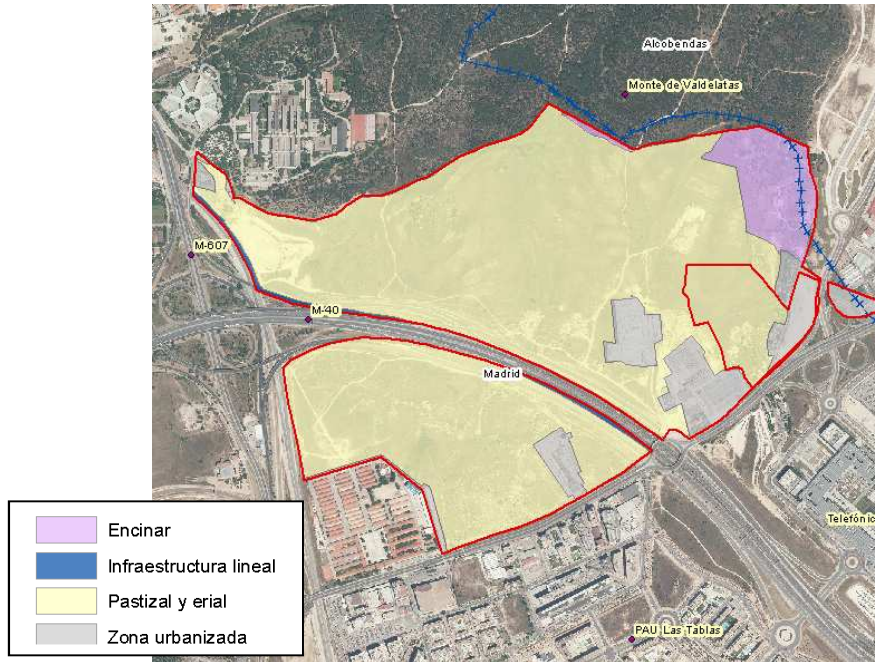 Alcobendas
Monte de Valdelatas
M-607
M-40
Madrid
Telefónic
PAU Las Tablas
Encinar
Infraestructura lineal
Pastizal y erial
Zona urbanizada